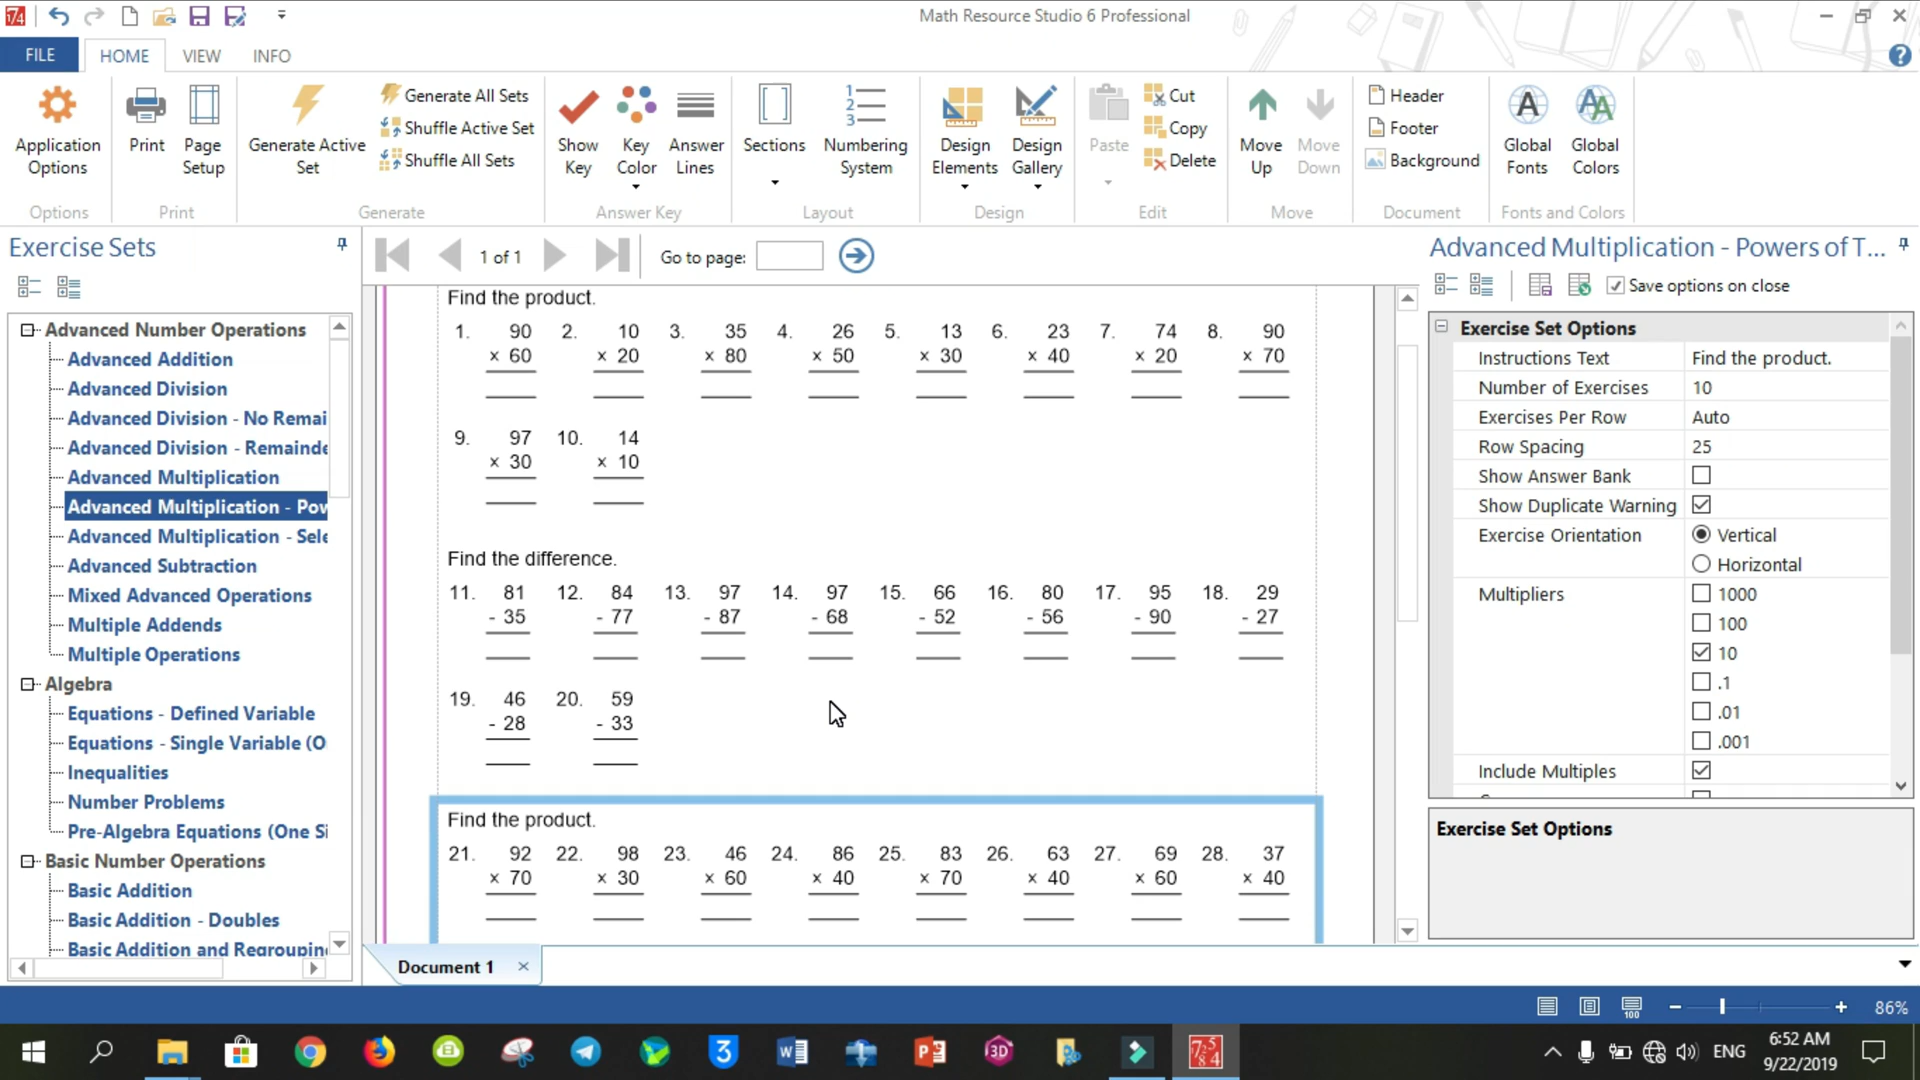 Math Resource Studio 6 Professional
FILE HOME VIEW INFO
Application Options
Print
Page Setup
Generate Active Set
Generate All Sets
Shuffle Active Set
Shuffle All Sets
Show Key
Key Color
Answer Lines
Sections
Numbering System
Design Elements
Design Gallery
Paste
Cut
Copy
Delete
Move Up
Move Down
Header
Footer
Background
Global Fonts
Global Colors
Options Print Generate Answer Key Layout Design Edit Move Document Fonts and Colors
Exercise Sets
Advanced Number Operations
Advanced Addition
Advanced Division
Advanced Division - No Remai
Advanced Division - Remainde
Advanced Multiplication
Advanced Multiplication - Pow
Advanced Multiplication - Sele
Advanced Subtraction
Mixed Advanced Operations
Multiple Addends
Multiple Operations
Algebra
Equations - Defined Variable
Equations - Single Variable (O
Inequalities
Number Problems
Pre-Algebra Equations (One Si
Basic Number Operations
Basic Addition
Basic Addition - Doubles
Basic Addition and Regrouping
1 of 1 Go to page:
Find the product.
1. 90 2. 10 3. 35 4. 26 5. 13 6. 23 7. 74 8. 90
x 60 x 20 x 80 x 50 x 30 x 40 x 20 x 70
9. 97 10. 14
x 30 x 10
Find the difference.
11. 81 12. 84 13. 97 14. 97 15. 66 16. 80 17. 95 18. 29
- 35 - 77 - 87 - 68 - 52 - 56 - 90 - 27
19. 46 20. 59
- 28 - 33
Find the product.
21. 92 22. 98 23. 46 24. 86 25. 83 26. 63 27. 69 28. 37
x 70 x 30 x 60 x 40 x 70 x 40 x 60 x 40
Document 1
Advanced Multiplication - Powers of T...
Save options on close
Exercise Set Options
Instructions Text Find the product.
Number of Exercises 10
Exercises Per Row Auto
Row Spacing 25
Show Answer Bank
Show Duplicate Warning
Exercise Orientation Vertical
Horizontal
Multipliers 1000
100
10
.1
.01
.001
Include Multiples
Exercise Set Options
100
86%
ENG
6:52 AM
9/22/2019